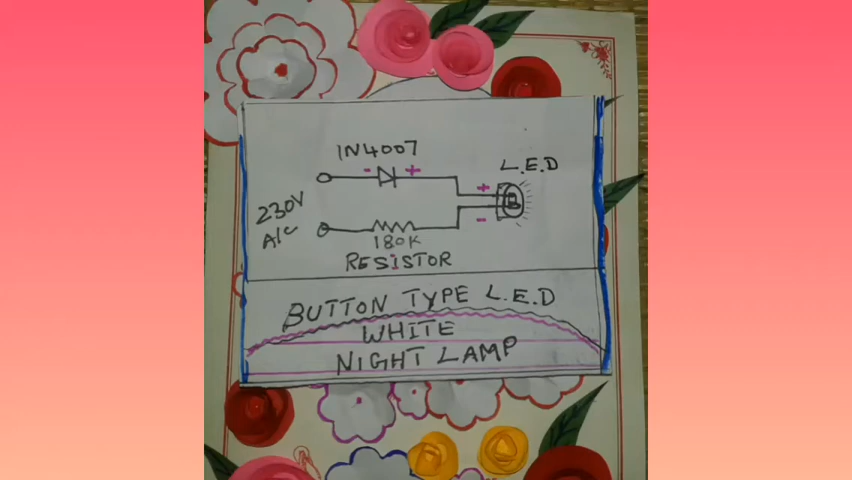 1N4007
- +
L.E.D
+
230V
A/C
-
180K
RESISTOR
BUTTON TYPE L.E.D
WHITE
NIGHT LAMP